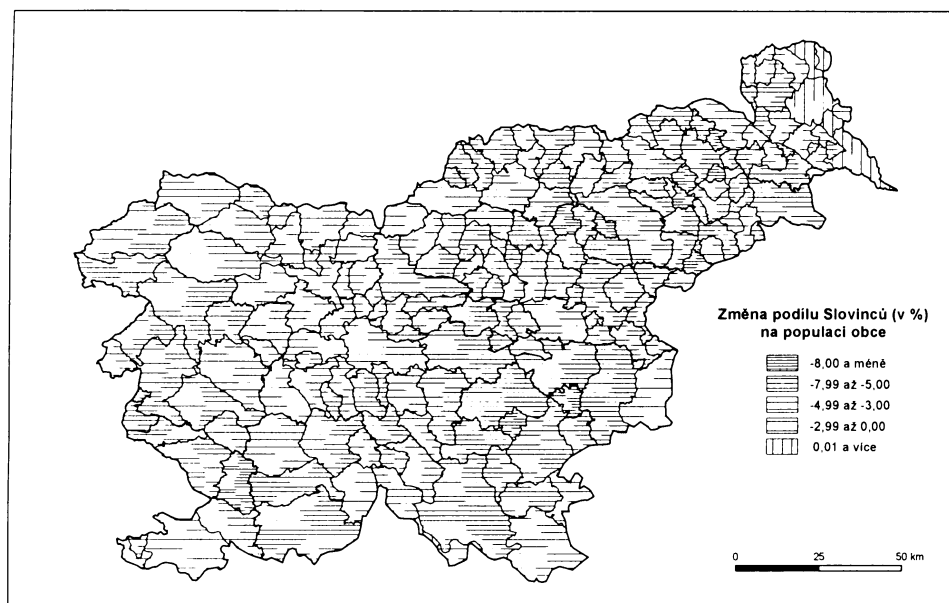 Změna podílu Slovinců (v %)
na populaci obce
-8,00 a méně
-7,99 až -5,00
-4,99 až -3,00
-2,99 až 0,00
0,01 a více
0 25 50 km